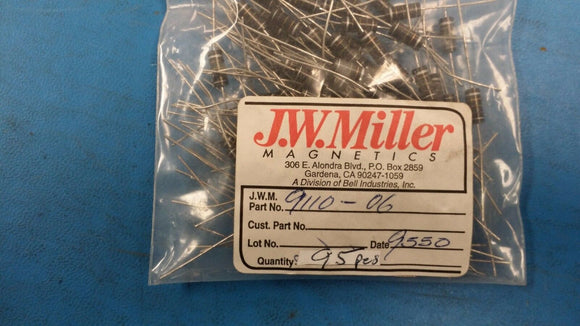 J.W.Miller
MAGNETICS
306 E. Alondra Blvd., P.O. Box 2859
Gardena, CA 90247-1059
A Division of Bell Industries, Inc.
J.W.M.
Part No. 9110-06
Cust. Part No.
Lot No. Date 9550
Quantity: 95 pcs